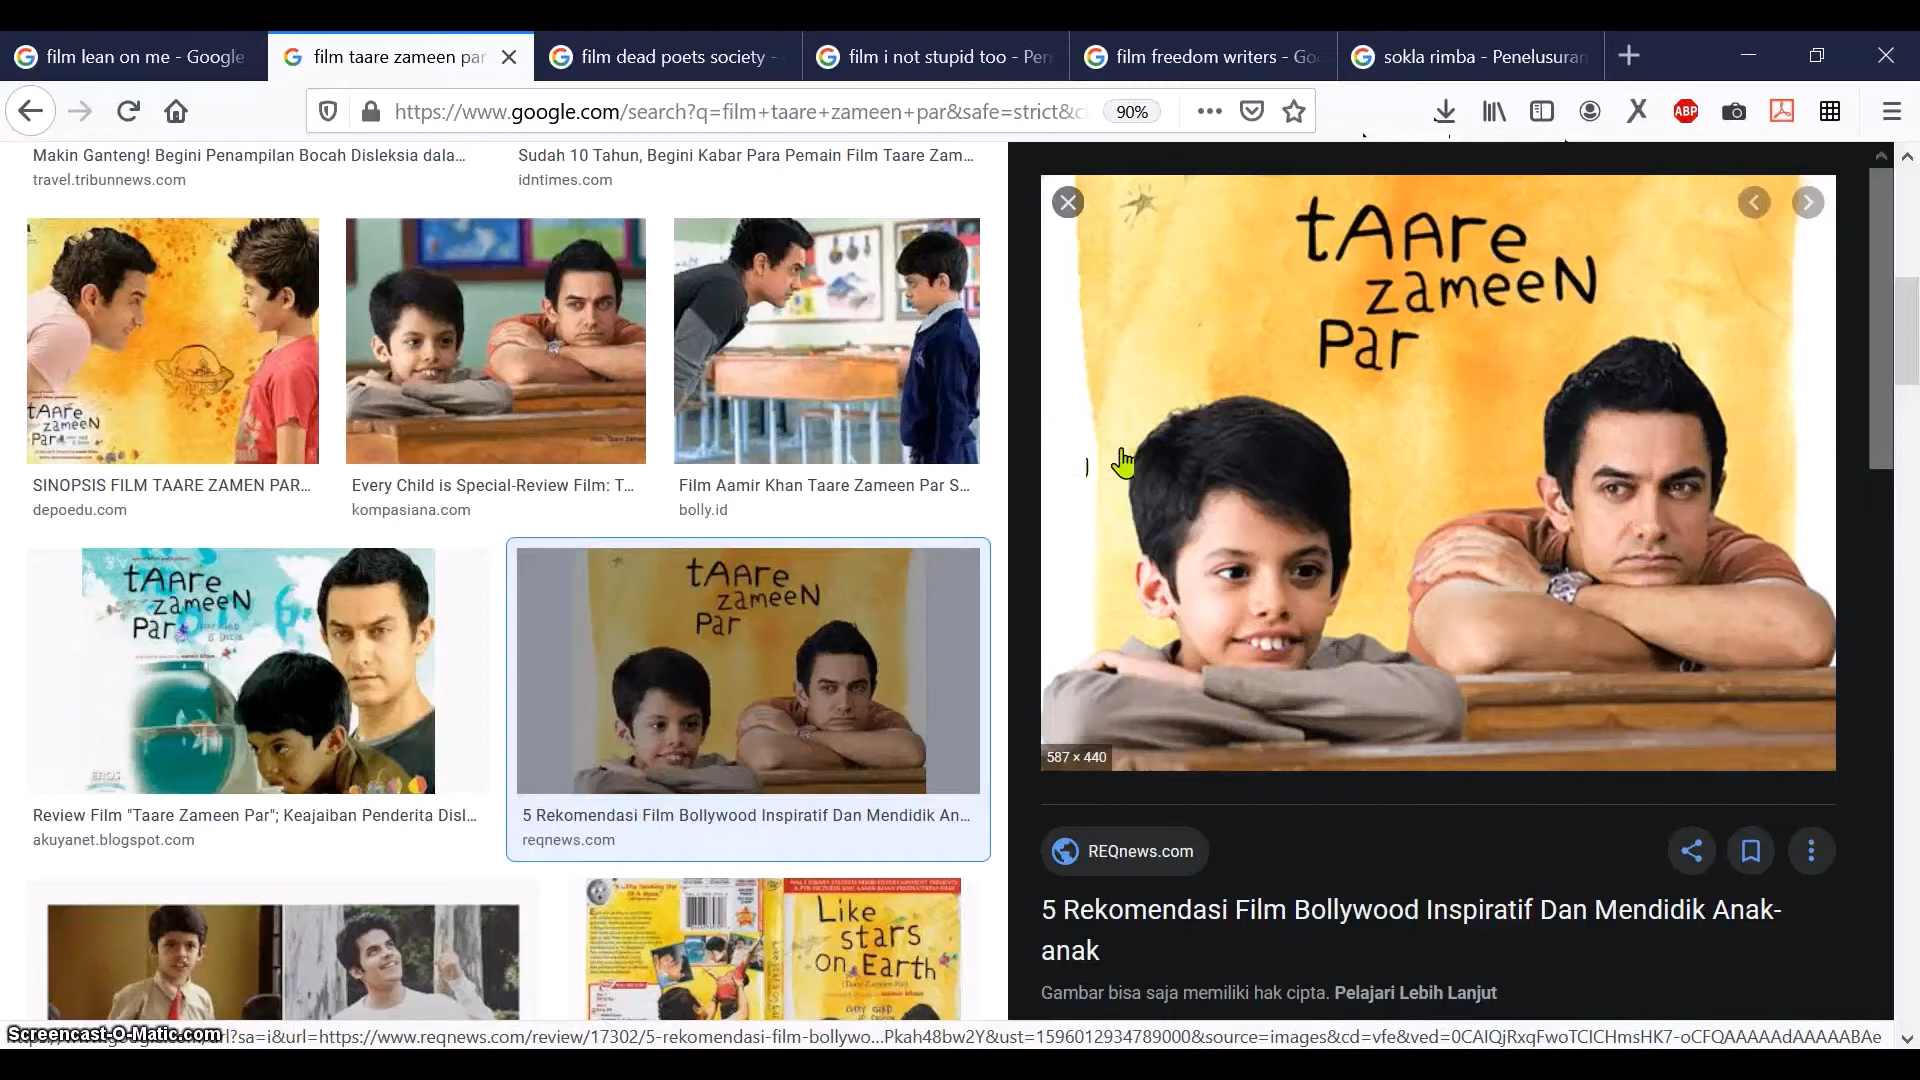 film lean on me - Google
film taare zameen par
film dead poets society -
film i not stupid too - Pen
film freedom writers - Go
sokla rimba - Penelusuran
https://www.google.com/search?q=film+taare+zameen+par&safe=strict&cl
90%
ABP
Makin Ganteng! Begini Penampilan Bocah Disleksia dala...
travel.tribunnews.com
Sudah 10 Tahun, Begini Kabar Para Pemain Film Taare Zam...
idntimes.com
tAAre
zameeN
Par
SINOPSIS FILM TAARE ZAMEN PAR...
depoedu.com
Every Child is Special-Review Film: T...
kompasiana.com
Film Aamir Khan Taare Zameen Par S...
bolly.id
tAAre
zameeN
Par
EROS
Review Film "Taare Zameen Par"; Keajaiban Penderita Disl...
akuyanet.blogspot.com
tAAre
zameeN
Par
5 Rekomendasi Film Bollywood Inspiratif Dan Mendidik An...
reqnews.com
Like
stars
on Earth
tAAre
zameeN
Par
587 × 440
REQnews.com
5 Rekomendasi Film Bollywood Inspiratif Dan Mendidik Anak-
anak
Gambar bisa saja memiliki hak cipta. Pelajari Lebih Lanjut
Screencast-O-Matic.com
url?sa=i&url=https://www.reqnews.com/review/17302/5-rekomendasi-film-bollywo...Pkah48bw2Y&ust=1596012934789000&source=images&cd=vfe&ved=0CAIQjRxqFwoTCICHmsHK7-oCFQAAAAAdAAAAABAe